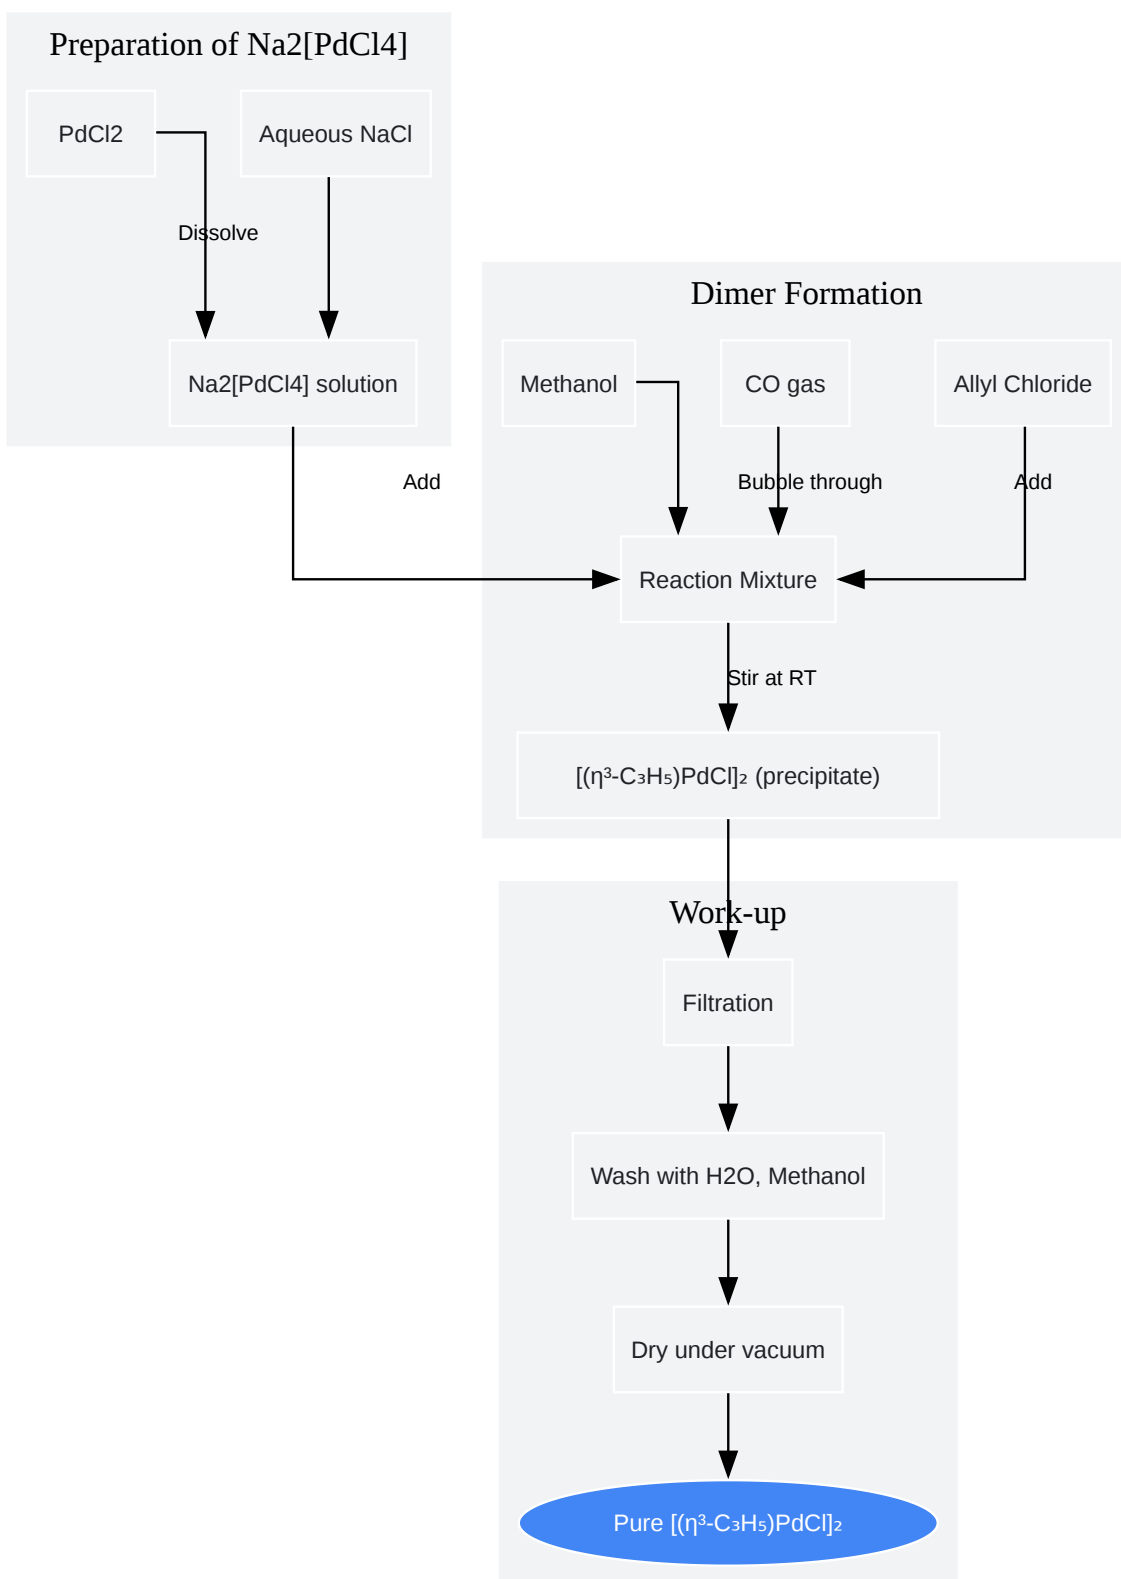 Preparation of Na2[PdCl4]
PdCl2
Aqueous NaCl
Dissolve
Na2[PdCl4] solution
Add
Dimer Formation
Methanol
CO gas
Allyl Chloride
Bubble through
Add
Reaction Mixture
Stir at RT
[(η³-C₃H₅)PdCl]₂ (precipitate)
Work-up
Filtration
Wash with H2O, Methanol
Dry under vacuum
Pure [(η³-C₃H₅)PdCl]₂